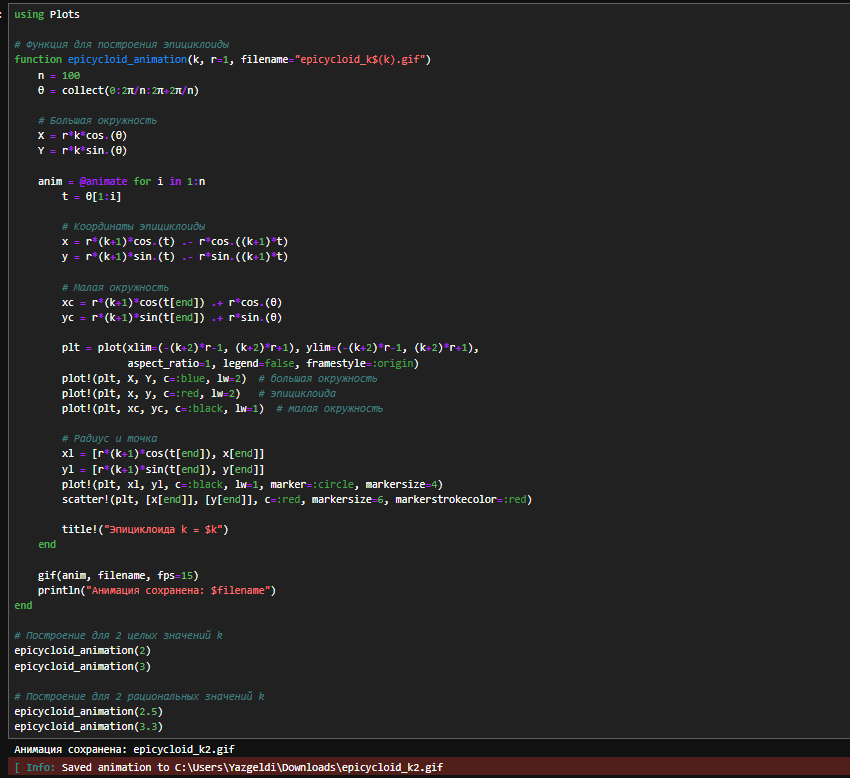 using Plots
# Функция для построения эпициклоиды
function epicycloid_animation(k, r=1, filename="epicycloid_k$(k).gif")
    n = 100
    θ = collect(0:2π/n:2π+2π/n)
    # Большая окружность
    X = r*k*cos.(θ)
    Y = r*k*sin.(θ)
    anim = @animate for i in 1:n
        t = θ[1:i]
        # Координаты эпициклоиды
        x = r*(k+1)*cos.(t) .- r*cos.((k+1)*t)
        y = r*(k+1)*sin.(t) .- r*sin.((k+1)*t)
        # Малая окружность
        xc = r*(k+1)*cos(t[end]) .+ r*cos.(θ)
        yc = r*(k+1)*sin(t[end]) .+ r*sin.(θ)
        plt = plot(xlim=(-(k+2)*r-1, (k+2)*r+1), ylim=(-(k+2)*r-1, (k+2)*r+1),
                   aspect_ratio=1, legend=false, framestyle=:origin)
        plot!(plt, X, Y, c=:blue, lw=2)  # большая окружность
        plot!(plt, x, y, c=:red, lw=2)   # эпициклоида
        plot!(plt, xc, yc, c=:black, lw=1)  # малая окружность
        # Радиус и точка
        xl = [r*(k+1)*cos(t[end]), x[end]]
        yl = [r*(k+1)*sin(t[end]), y[end]]
        plot!(plt, xl, yl, c=:black, lw=1, marker=:circle, markersize=4)
        scatter!(plt, [x[end]], [y[end]], c=:red, markersize=6, markerstrokecolor=:red)
        title!("Эпициклоида k = $k")
    end
    gif(anim, filename, fps=15)
    println("Анимация сохранена: $filename")
end
# Построение для 2 целых значений k
epicycloid_animation(2)
epicycloid_animation(3)
# Построение для 2 рациональных значений k
epicycloid_animation(2.5)
epicycloid_animation(3.3)
Анимация сохранена: epicycloid_k2.gif
[ Info: Saved animation to C:\Users\Yazgeldi\Downloads\epicycloid_k2.gif